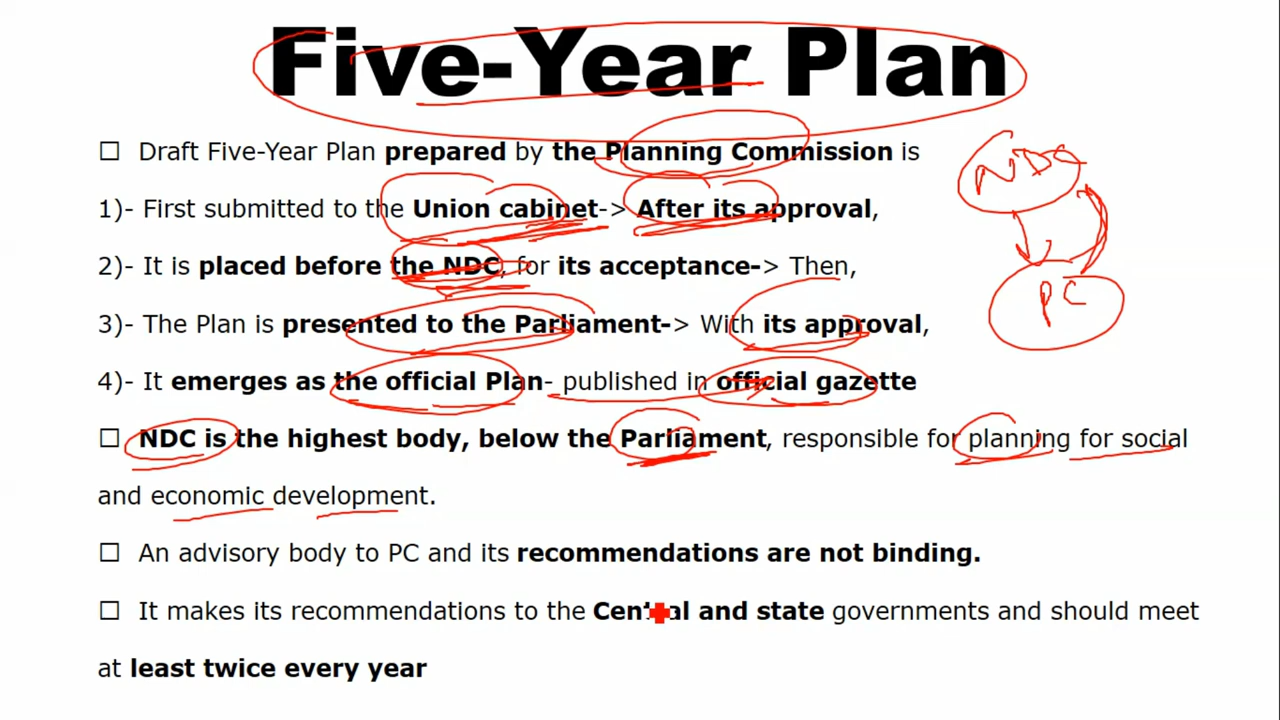 Five-Year Plan
☐ Draft Five-Year Plan prepared by the Planning Commission is
1)- First submitted to the Union cabinet-> After its approval,
2)- It is placed before the NDC, for its acceptance-> Then,
3)- The Plan is presented to the Parliament-> With its approval,
4)- It emerges as the official Plan- published in official gazette
☐ NDC is the highest body, below the Parliament, responsible for planning for social
and economic development.
☐ An advisory body to PC and its recommendations are not binding.
☐ It makes its recommendations to the Central and state governments and should meet
at least twice every year
NDC
PC